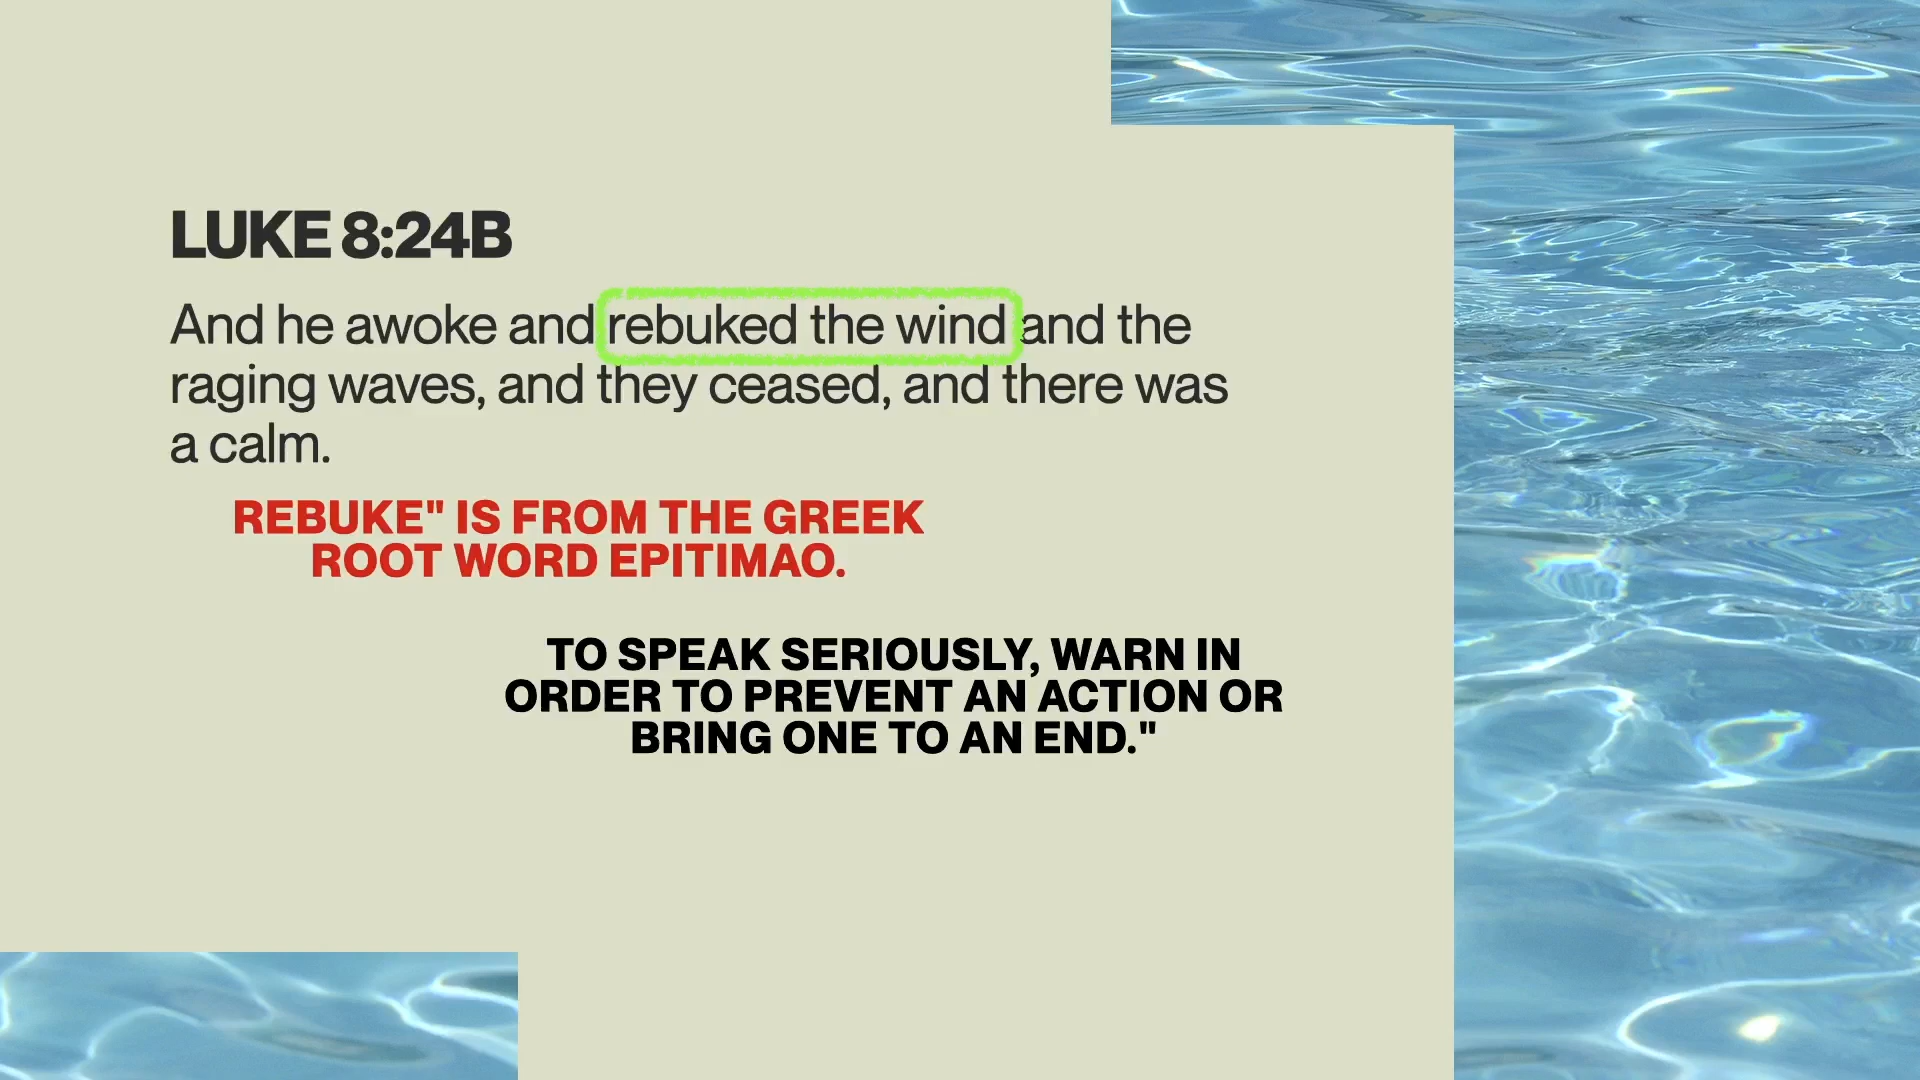 LUKE 8:24B
And he awoke and rebuked the wind and the
raging waves, and they ceased, and there was
a calm.
REBUKE" IS FROM THE GREEK
ROOT WORD EPITIMAO.
TO SPEAK SERIOUSLY, WARN IN
ORDER TO PREVENT AN ACTION OR
BRING ONE TO AN END."